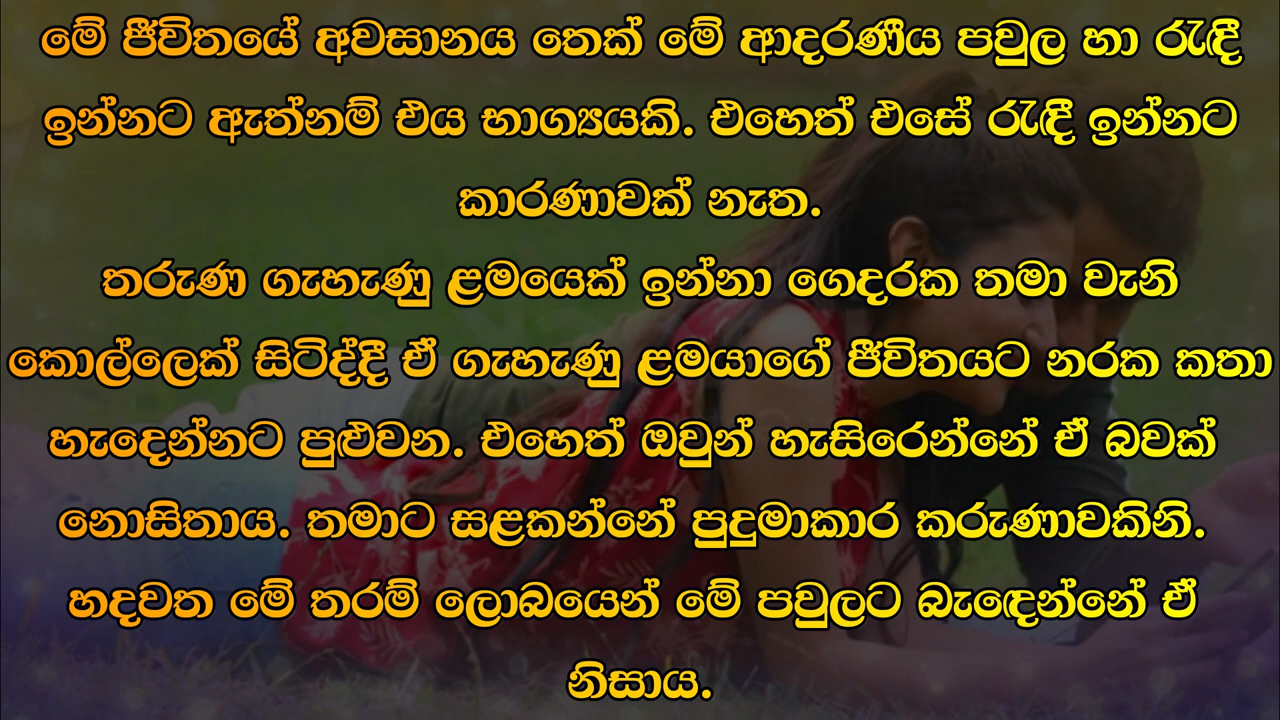 මේ ජීවිතයේ අවසානය තෙක් මේ ආදරණීය පවුල හා රැඳී
ඉන්නට ඇත්නම් එය භාග්‍යයකි. එහෙත් එසේ රැඳී ඉන්නට
කාරණාවක් නැත.
තරුණ ගැහැණු ළමයෙක් ඉන්නා ගෙදරක තමා වැනි
කොල්ලෙක් සිටිද්දී ඒ ගැහැණු ළමයාගේ ජීවිතයට නරක කතා
හැදෙන්නට පුළුවන. එහෙත් ඔවුන් හැසිරෙන්නේ ඒ බවක්
නොසිතාය. තමාට සළකන්නේ පුදුමාකාර කරුණාවකිනි.
හදවත මේ තරම් ලොබයෙන් මේ පවුලට බැඳෙන්නේ ඒ
නිසාය.